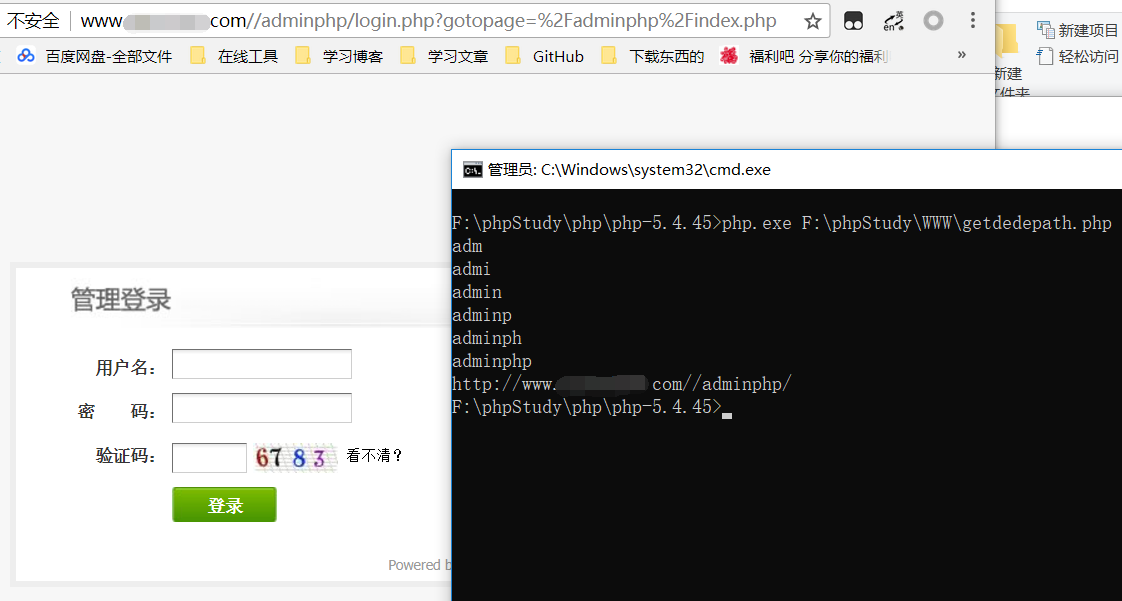 不安全 www com//adminphp/login.php?gotopage=%2Fadminphp%2Findex.php
英
en
百度网盘-全部文件 在线工具 学习博客 学习文章 GitHub 下载东西的 福利吧 分享你的福利 »
新建项目
轻松访问
新建
文件夹
管理登录
用户名：
密 码：
验证码： 6783 看不清？
登录
Powered b
管理员: C:\Windows\system32\cmd.exe
F:\phpStudy\php\php-5.4.45>php.exe F:\phpStudy\WWW\getdedepath.php
adm
admi
admin
adminp
adminph
adminphp
http://www. com//adminphp/
F:\phpStudy\php\php-5.4.45>